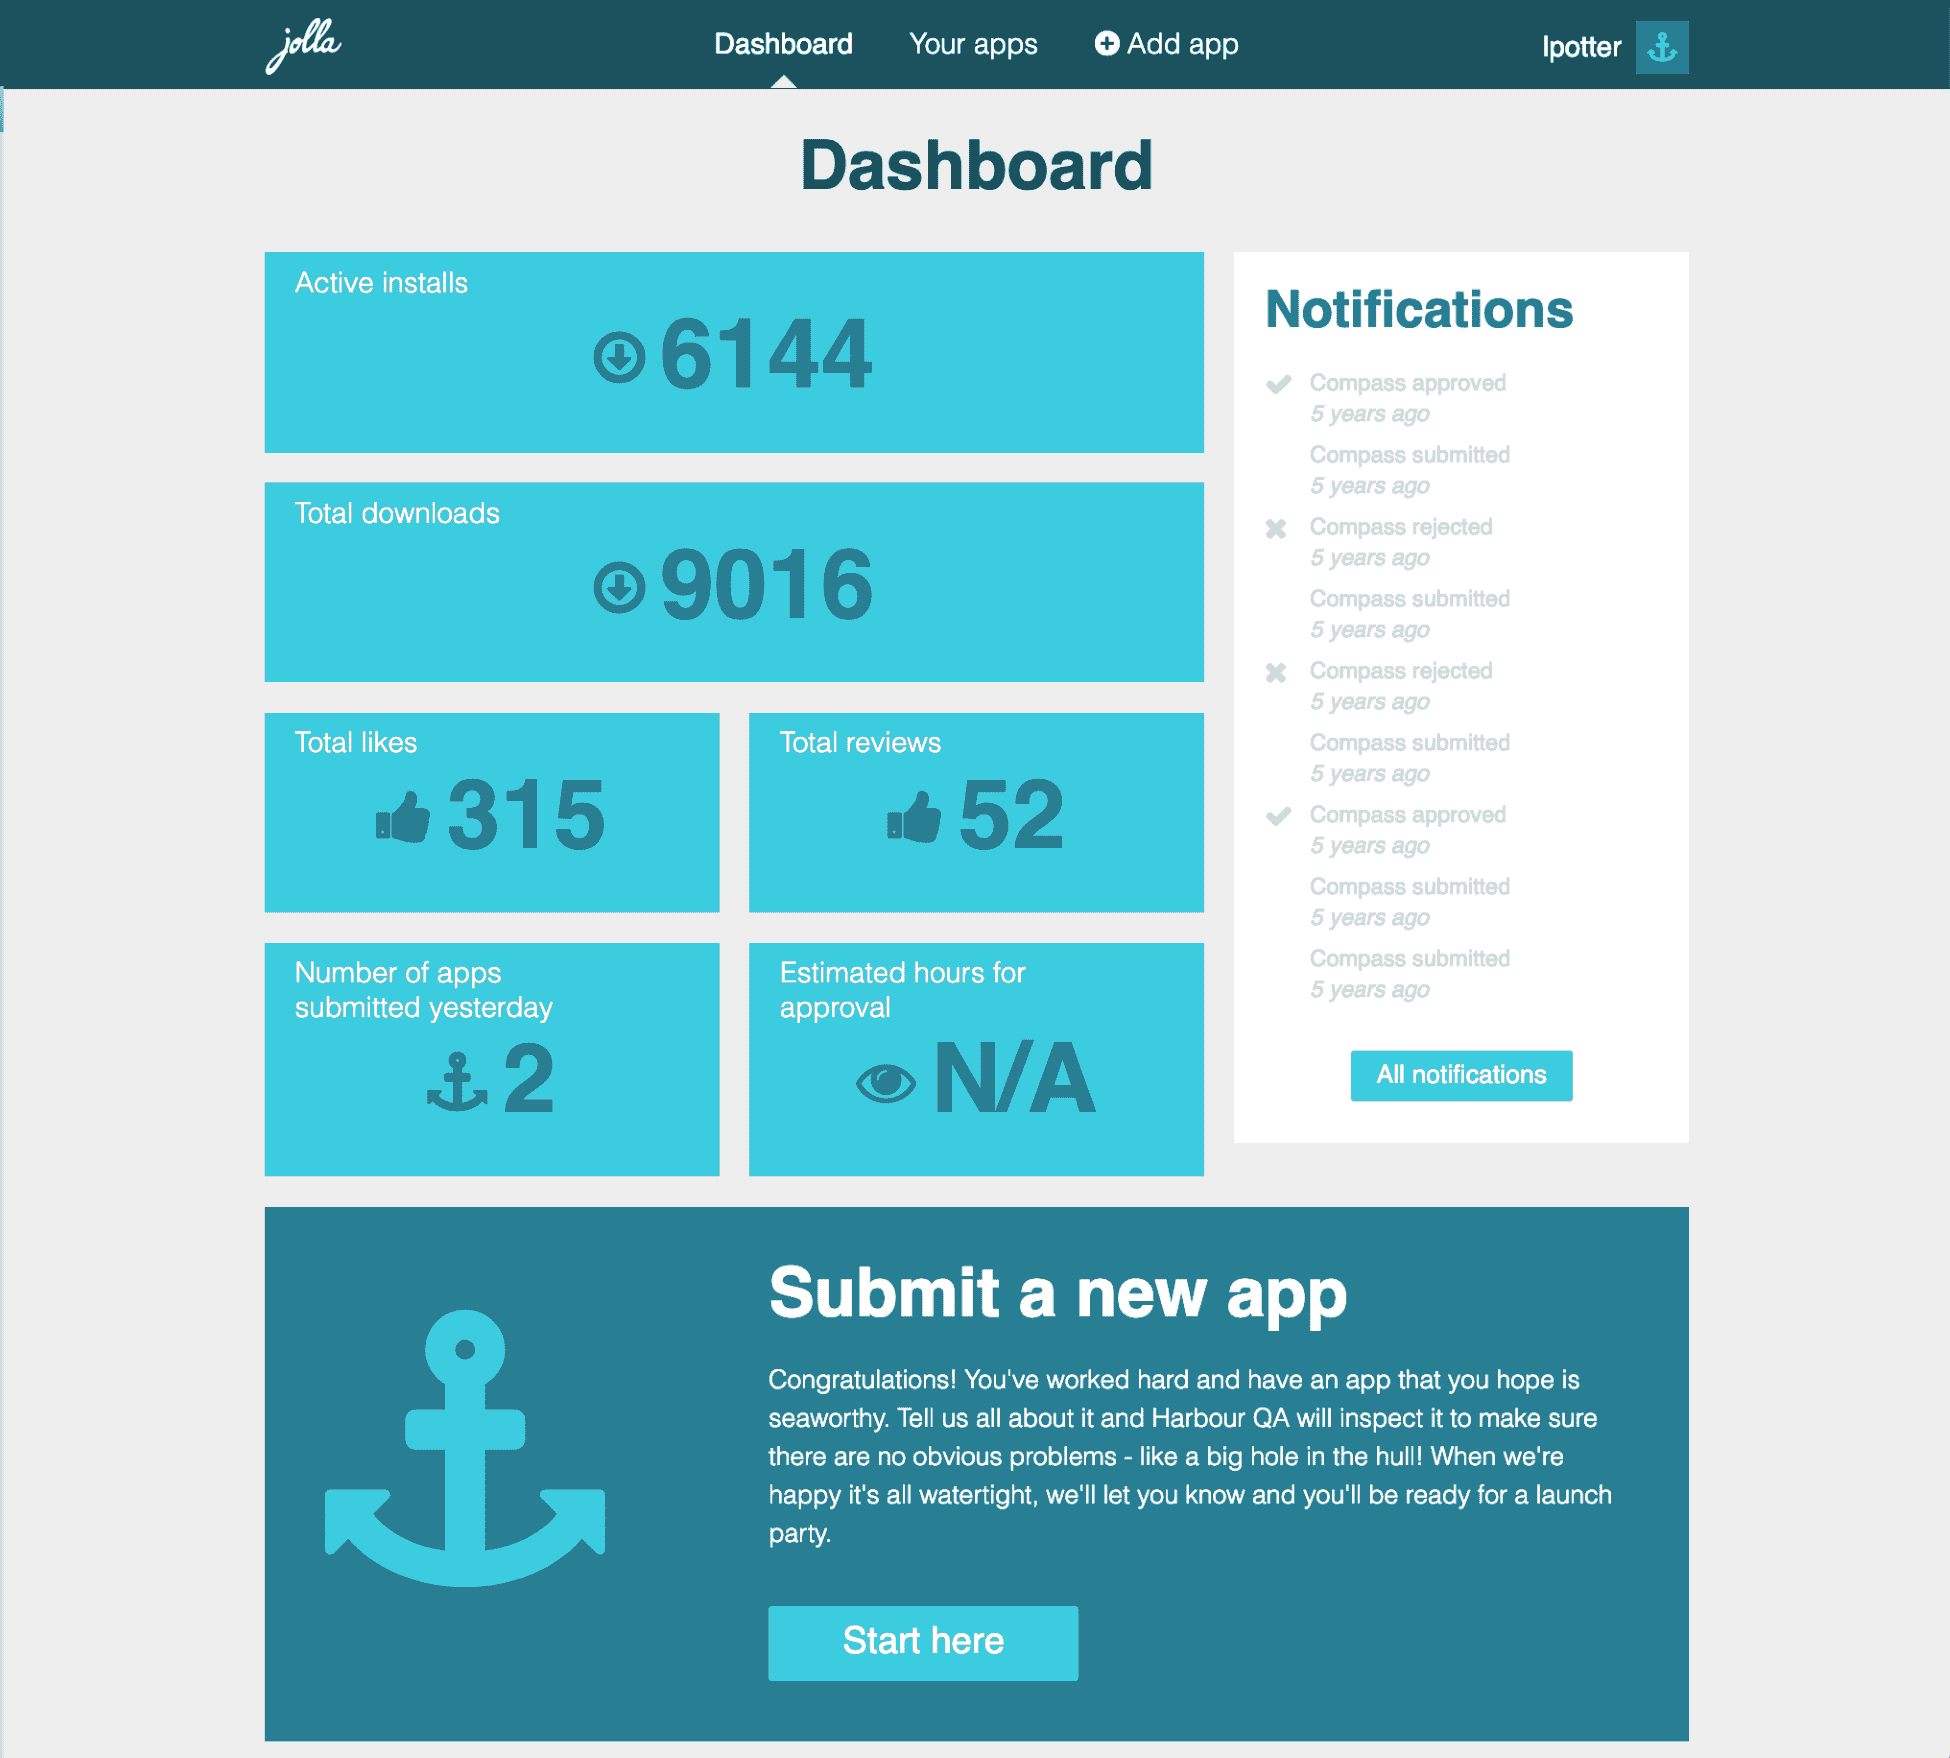 jolla
Dashboard
Your apps
Add app
lpotter
Dashboard
Active installs
6144
Total downloads
9016
Total likes
315
Total reviews
52
Number of apps
submitted yesterday
2
Estimated hours for
approval
N/A
Notifications
Compass approved
5 years ago
Compass submitted
5 years ago
Compass rejected
5 years ago
Compass submitted
5 years ago
Compass rejected
5 years ago
Compass submitted
5 years ago
Compass approved
5 years ago
Compass submitted
5 years ago
Compass submitted
5 years ago
All notifications
Submit a new app
Congratulations! You've worked hard and have an app that you hope is
seaworthy. Tell us all about it and Harbour QA will inspect it to make sure
there are no obvious problems - like a big hole in the hull! When we're
happy it's all watertight, we'll let you know and you'll be ready for a launch
party.
Start here